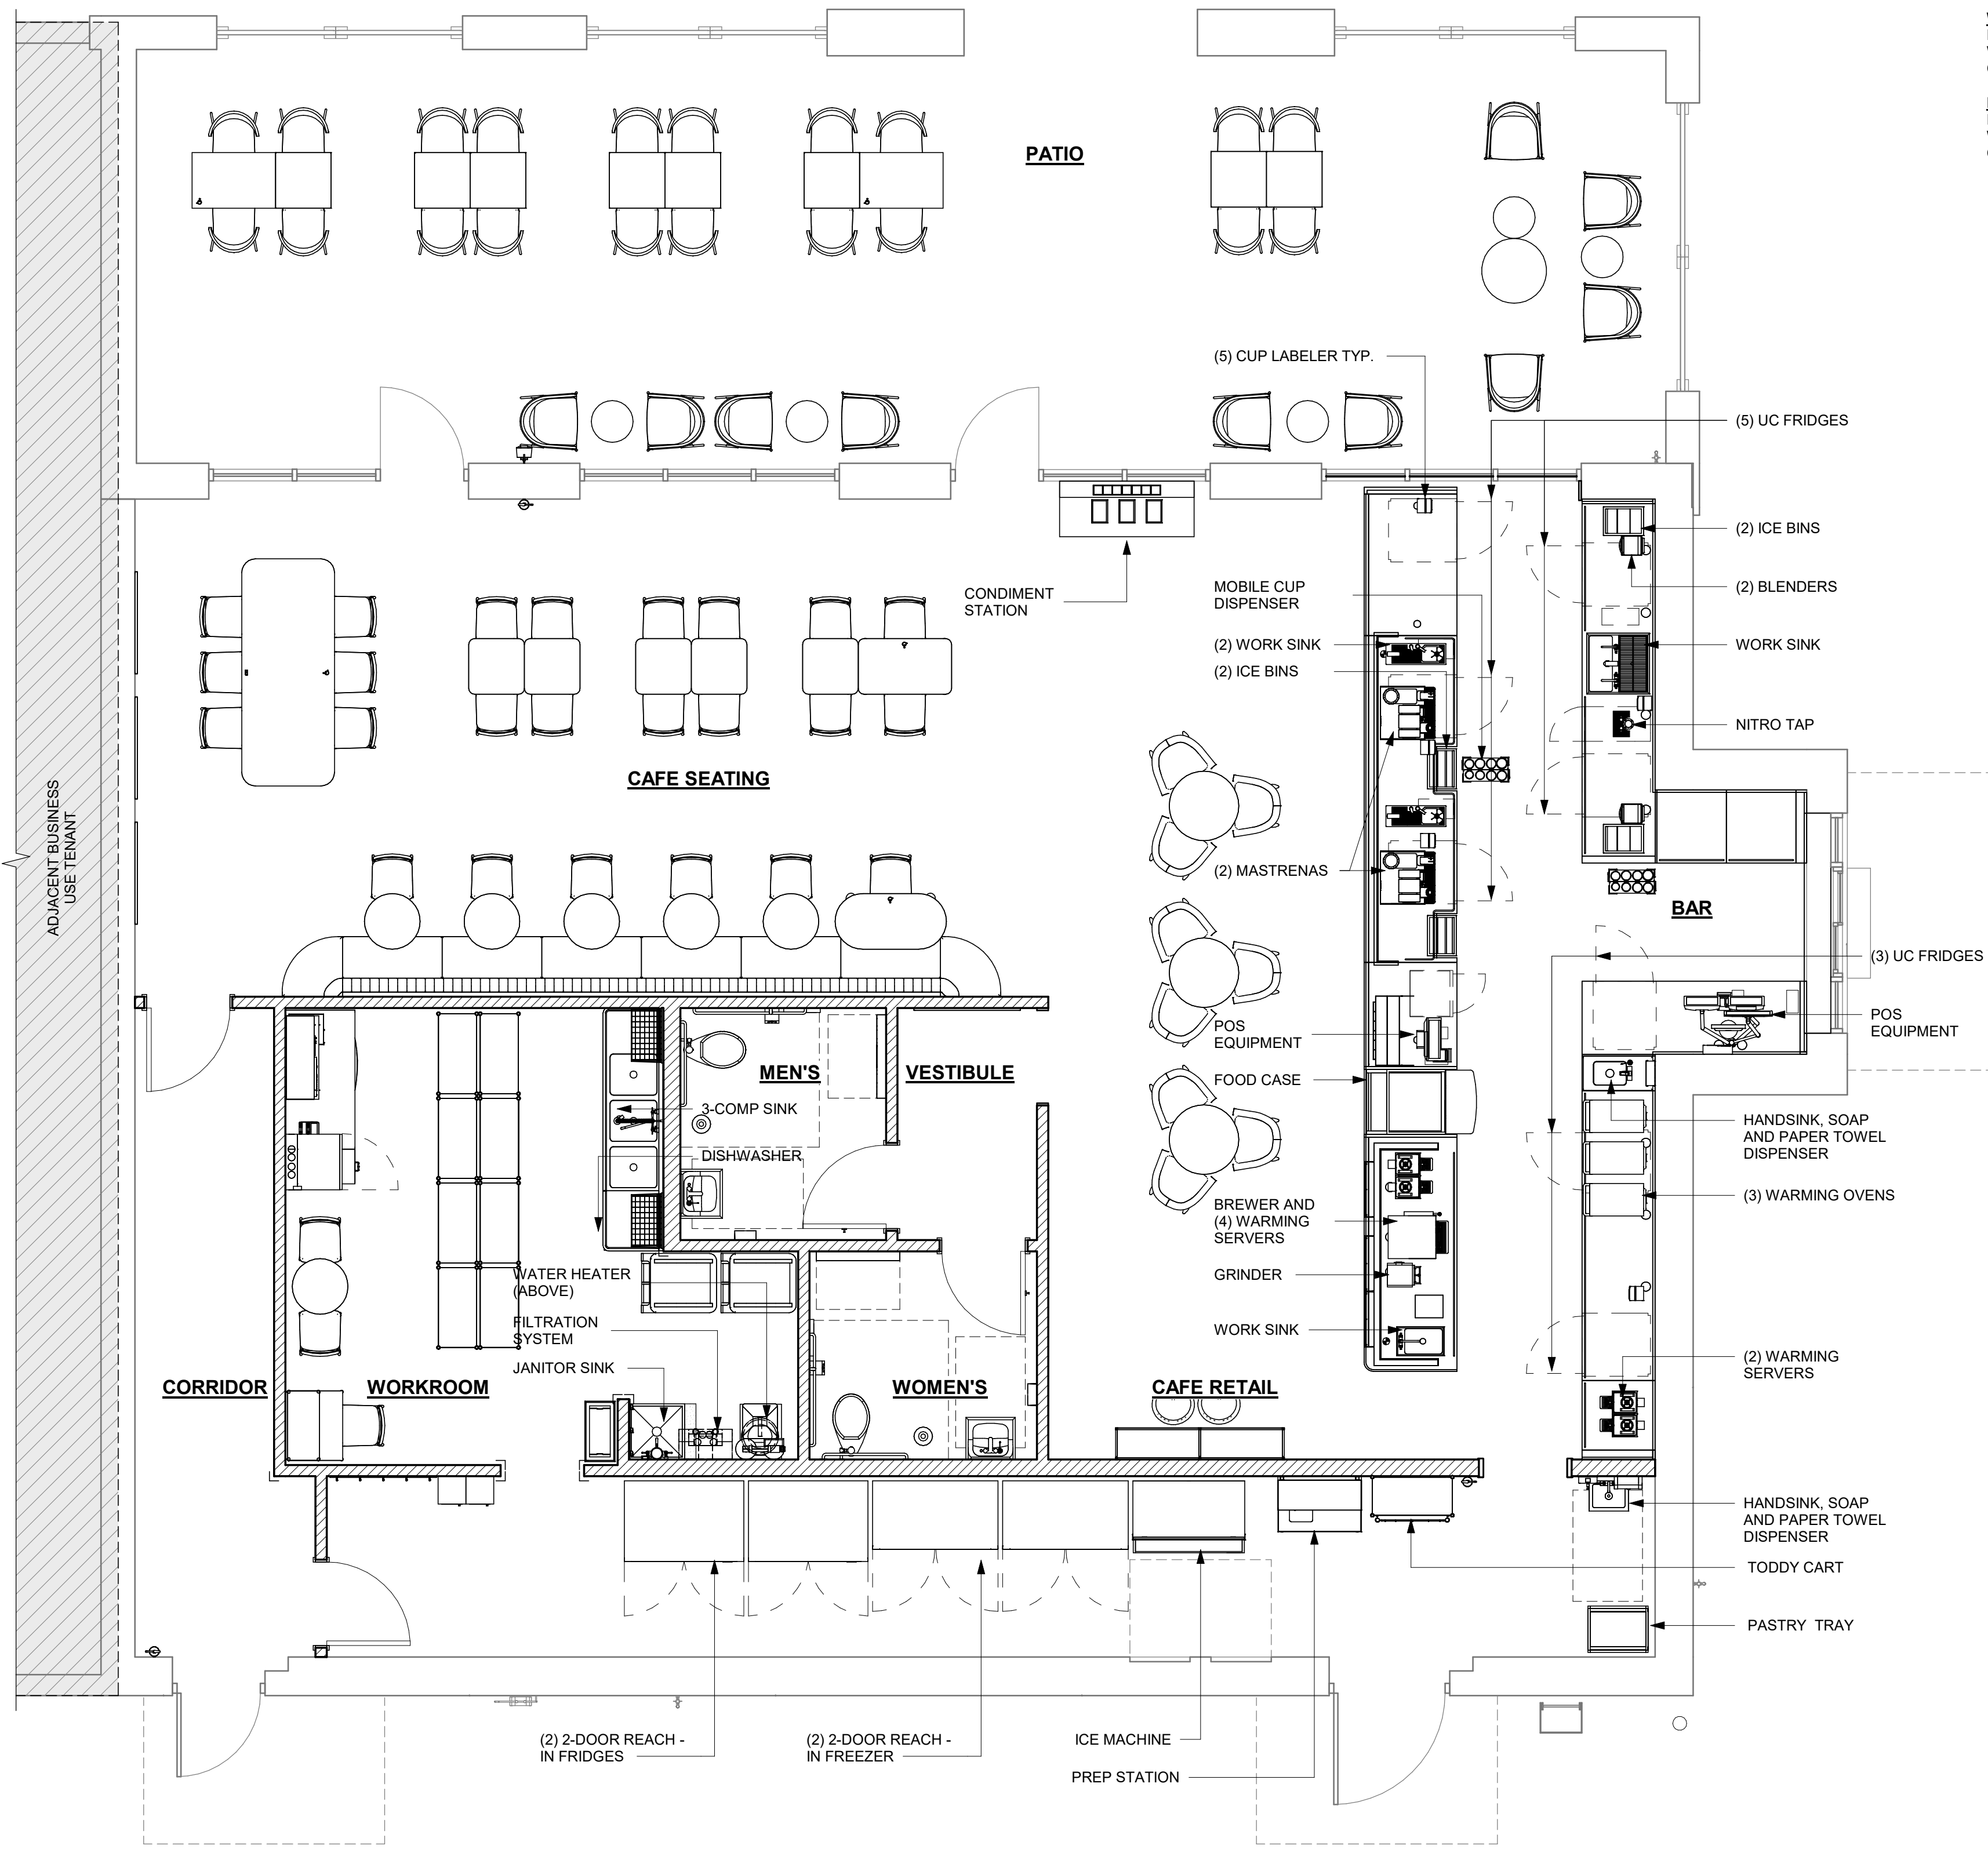 PATIO
(5) CUP LABELER TYP.
(5) UC FRIDGES
(2) ICE BINS
CONDIMENT
STATION
MOBILE CUP
DISPENSER
(2) BLENDERS
(2) WORK SINK
WORK SINK
(2) ICE BINS
NITRO TAP
CAFE SEATING
ADJACENT BUSINESS
USE TENANT
(2) MASTRENAS
BAR
(3) UC FRIDGES
POS
EQUIPMENT
POS
EQUIPMENT
MEN'S
VESTIBULE
FOOD CASE
3-COMP SINK
HANDSINK, SOAP
AND PAPER TOWEL
DISPENSER
DISHWASHER
(3) WARMING OVENS
BREWER AND
(4) WARMING
SERVERS
WATER HEATER
(ABOVE)
GRINDER
FILTRATION
SYSTEM
WORK SINK
JANITOR SINK
(2) WARMING
SERVERS
CORRIDOR
WORKROOM
WOMEN'S
CAFE RETAIL
HANDSINK, SOAP
AND PAPER TOWEL
DISPENSER
TODDY CART
PASTRY TRAY
(2) 2-DOOR REACH -
IN FRIDGES
(2) 2-DOOR REACH -
IN FREEZER
ICE MACHINE
PREP STATION